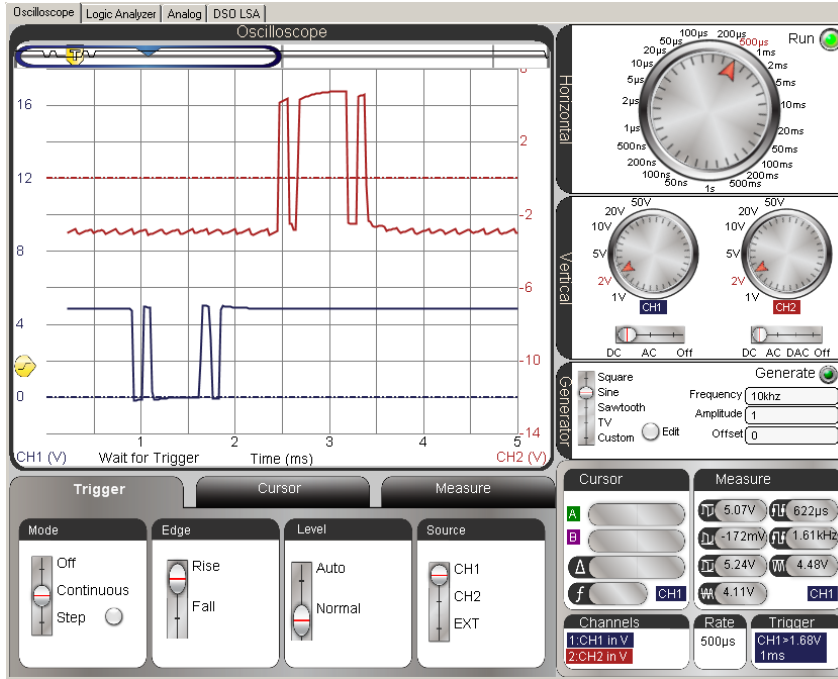 Oscilloscope Logic Analyzer Analog DSO LSA
Oscilloscope
T
16
12
8
4
0
2
-2
-6
-10
-14
1 2 3 4 5
CH1 (V) Wait for Trigger Time (ms) CH2 (V)
Horizontal
Run
1µs
2µs
5µs
10µs
20µs
50µs
100µs
200µs
500µs
1ms
2ms
5ms
10ms
20ms
50ms
100ms
200ms
500ms
1s
50ns
100ns
200ns
500ns
Vertical
50V
20V
10V
5V
2V
1V
CH1
DC AC Off
50V
20V
10V
5V
2V
1V
CH2
DC AC DAC Off
Generator
Square
Sine
Sawtooth
TV
Custom
Edit
Generate
Frequency 10khz
Amplitude 1
Offset 0
Trigger Cursor Measure
Mode
Off
Continuous
Step
Edge
Rise
Fall
Level
Auto
Normal
Source
CH1
CH2
EXT
Cursor
A
B
Δ
f
CH1
Measure
5.07V 622µs
-172mV 1.61kHz
5.24V 4.48V
4.11V CH1
Channels
1:CH1 in V
2:CH2 in V
Rate
500µs
Trigger
CH1>1.68V
1ms